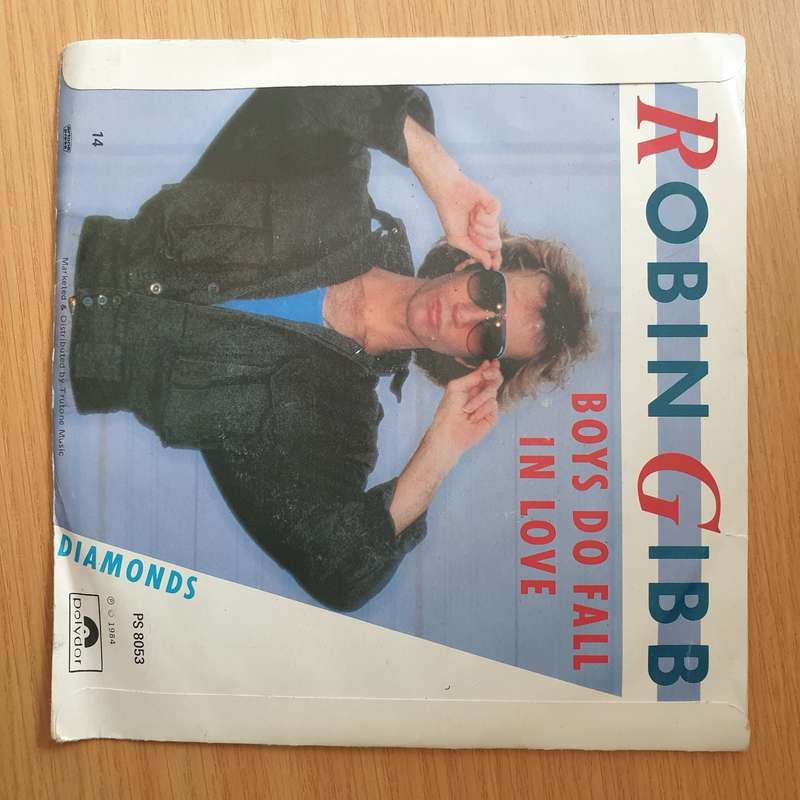 ROBIN GIBB
BOYS DO FALL
IN LOVE
14
Marketed & Distributed by Trutone Music
DIAMONDS
PS 8053
℗ © 1984
polydor